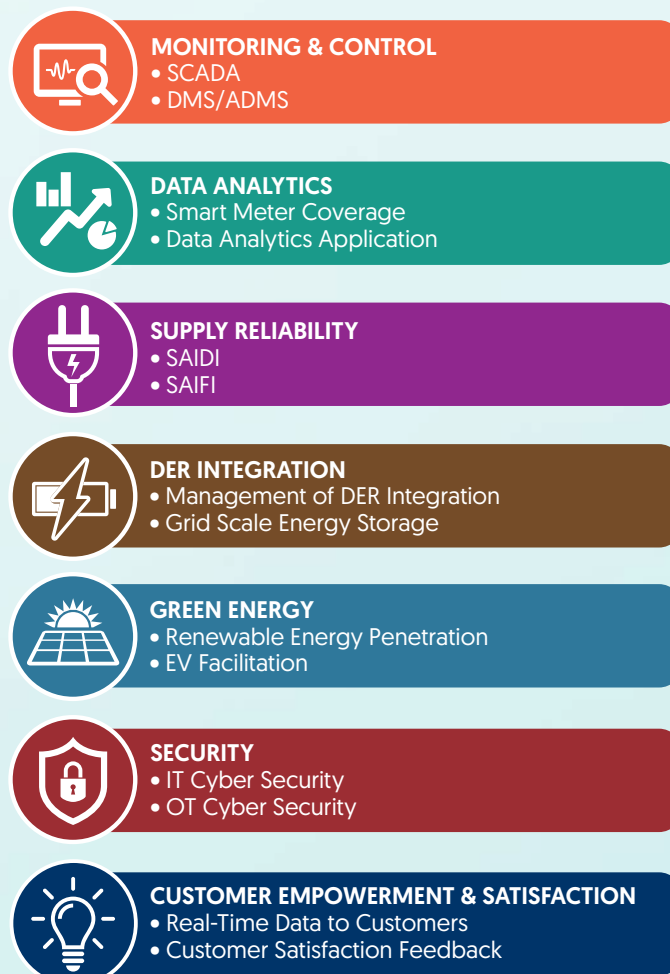 MONITORING & CONTROL
• SCADA
• DMS/ADMS
DATA ANALYTICS
• Smart Meter Coverage
• Data Analytics Application
SUPPLY RELIABILITY
• SAIDI
• SAIFI
DER INTEGRATION
• Management of DER Integration
• Grid Scale Energy Storage
GREEN ENERGY
• Renewable Energy Penetration
• EV Facilitation
SECURITY
• IT Cyber Security
• OT Cyber Security
CUSTOMER EMPOWERMENT & SATISFACTION
• Real-Time Data to Customers
• Customer Satisfaction Feedback